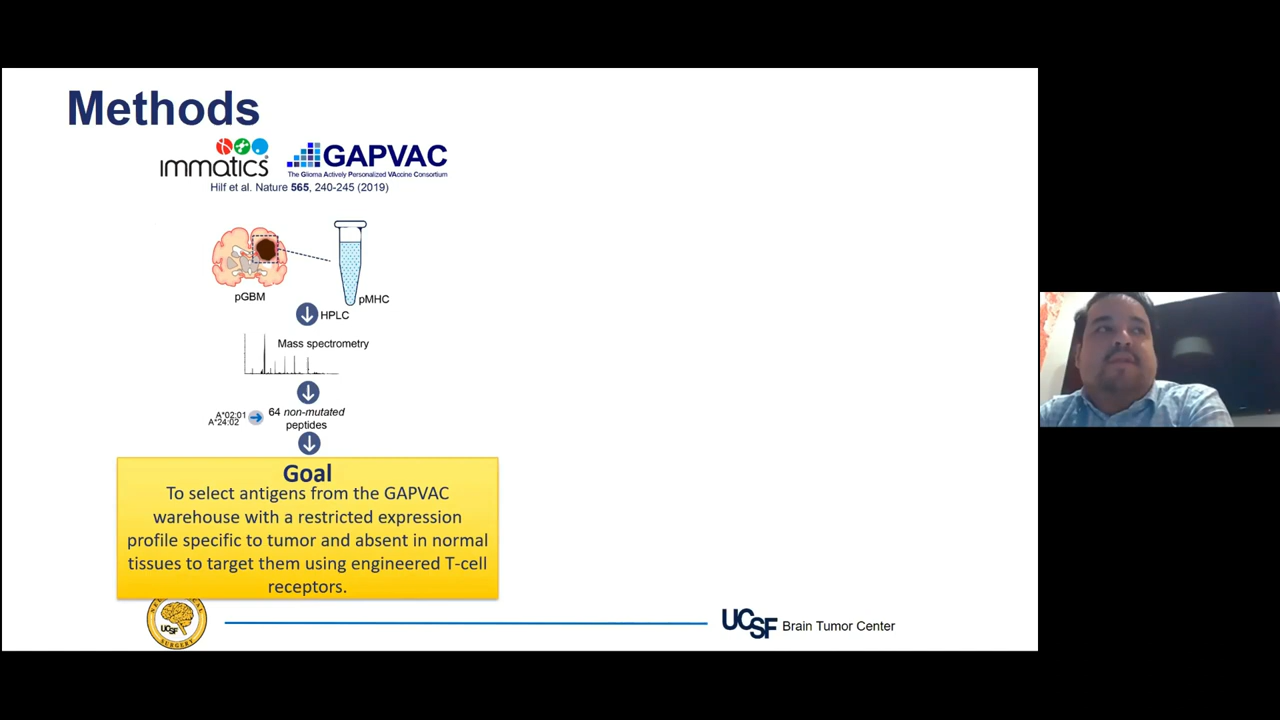 Methods
immatics
GAPVAC
The Glioma Actively Personalized VAccine Consortium
Hilf et al. Nature 565, 240-245 (2019)
pGBM
pMHC
HPLC
Mass spectrometry
A*02:01
A*24:02
64 non-mutated
peptides
Goal
To select antigens from the GAPVAC
warehouse with a restricted expression
profile specific to tumor and absent in normal
tissues to target them using engineered T-cell
receptors.
UCSF
SURGERY
UCSF Brain Tumor Center